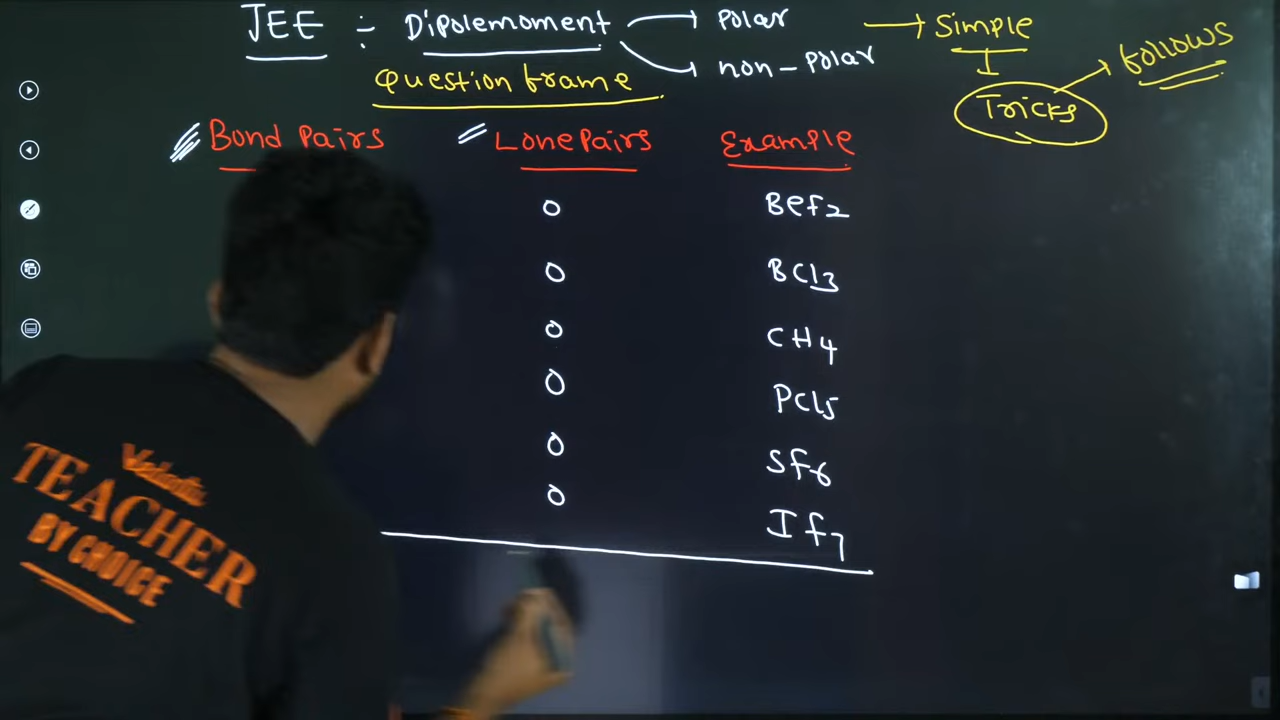 JEE ÷ Dipolemoment → Polar → Simple
→ non-Polar
Question frame
Tricks → follows
Bond Pairs Lone Pairs Example
0 BeF2
0 BCl3
0 CH4
0 PCl5
0 SF6
0 IF7
Vedantu
TEACHER
BY CHOICE